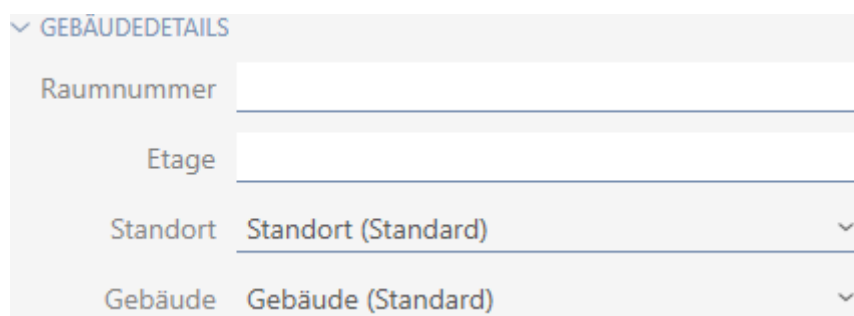 GEBÄUDEDETAILS
Raumnummer
Etage
Standort Standort (Standard)
Gebäude Gebäude (Standard)